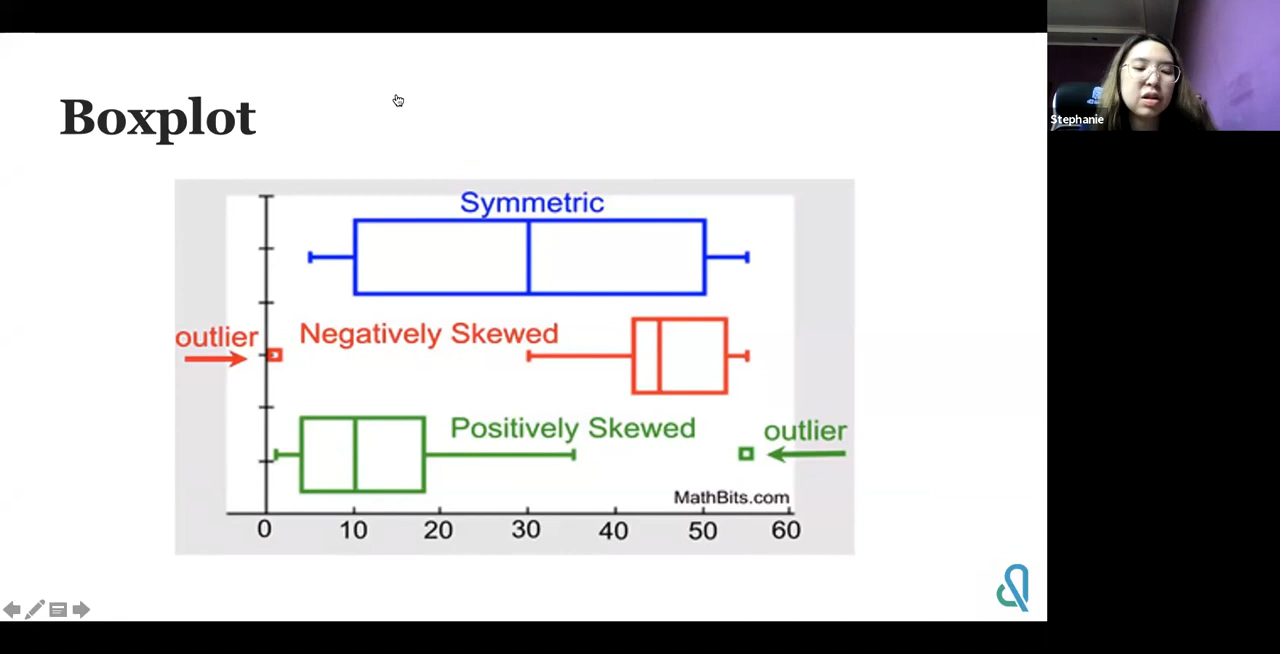 Boxplot
Stephanie
Symmetric
outlier
Negatively Skewed
Positively Skewed
outlier
MathBits.com
0 10 20 30 40 50 60